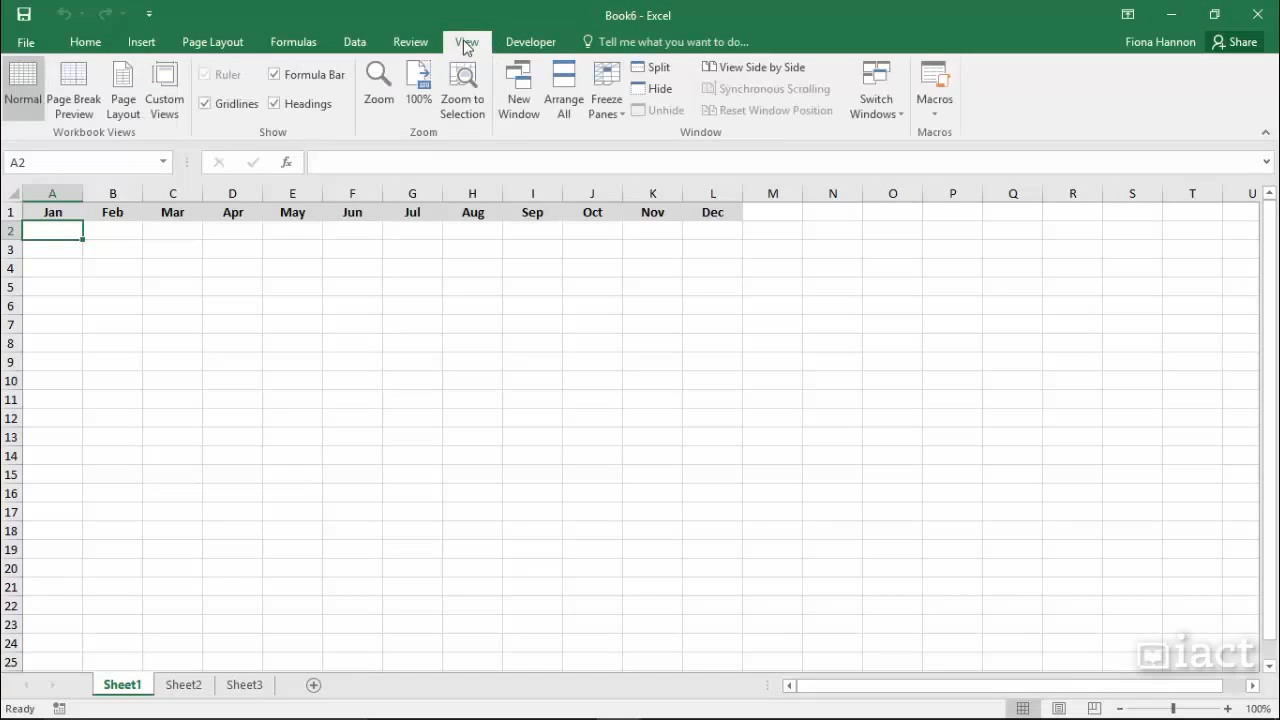 Book6 - Excel
File Home Insert Page Layout Formulas Data Review View Developer Tell me what you want to do... Fiona Hannon Share
Ruler Formula Bar Split View Side by Side
Hide Synchronous Scrolling
Normal Page Break Preview Page Layout Custom Views Gridlines Headings Zoom 100% Zoom to Selection New Window Arrange All Freeze Panes Unhide Reset Window Position Switch Windows Macros
Workbook Views Show Zoom Window Macros
A2 fx
A B C D E F G H I J K L M N O P Q R S T U
1 Jan Feb Mar Apr May Jun Jul Aug Sep Oct Nov Dec
2
3
4
5
6
7
8
9
10
11
12
13
14
15
16
17
18
19
20
21
22
23
24
25
iact
Sheet1 Sheet2 Sheet3
Ready 100%